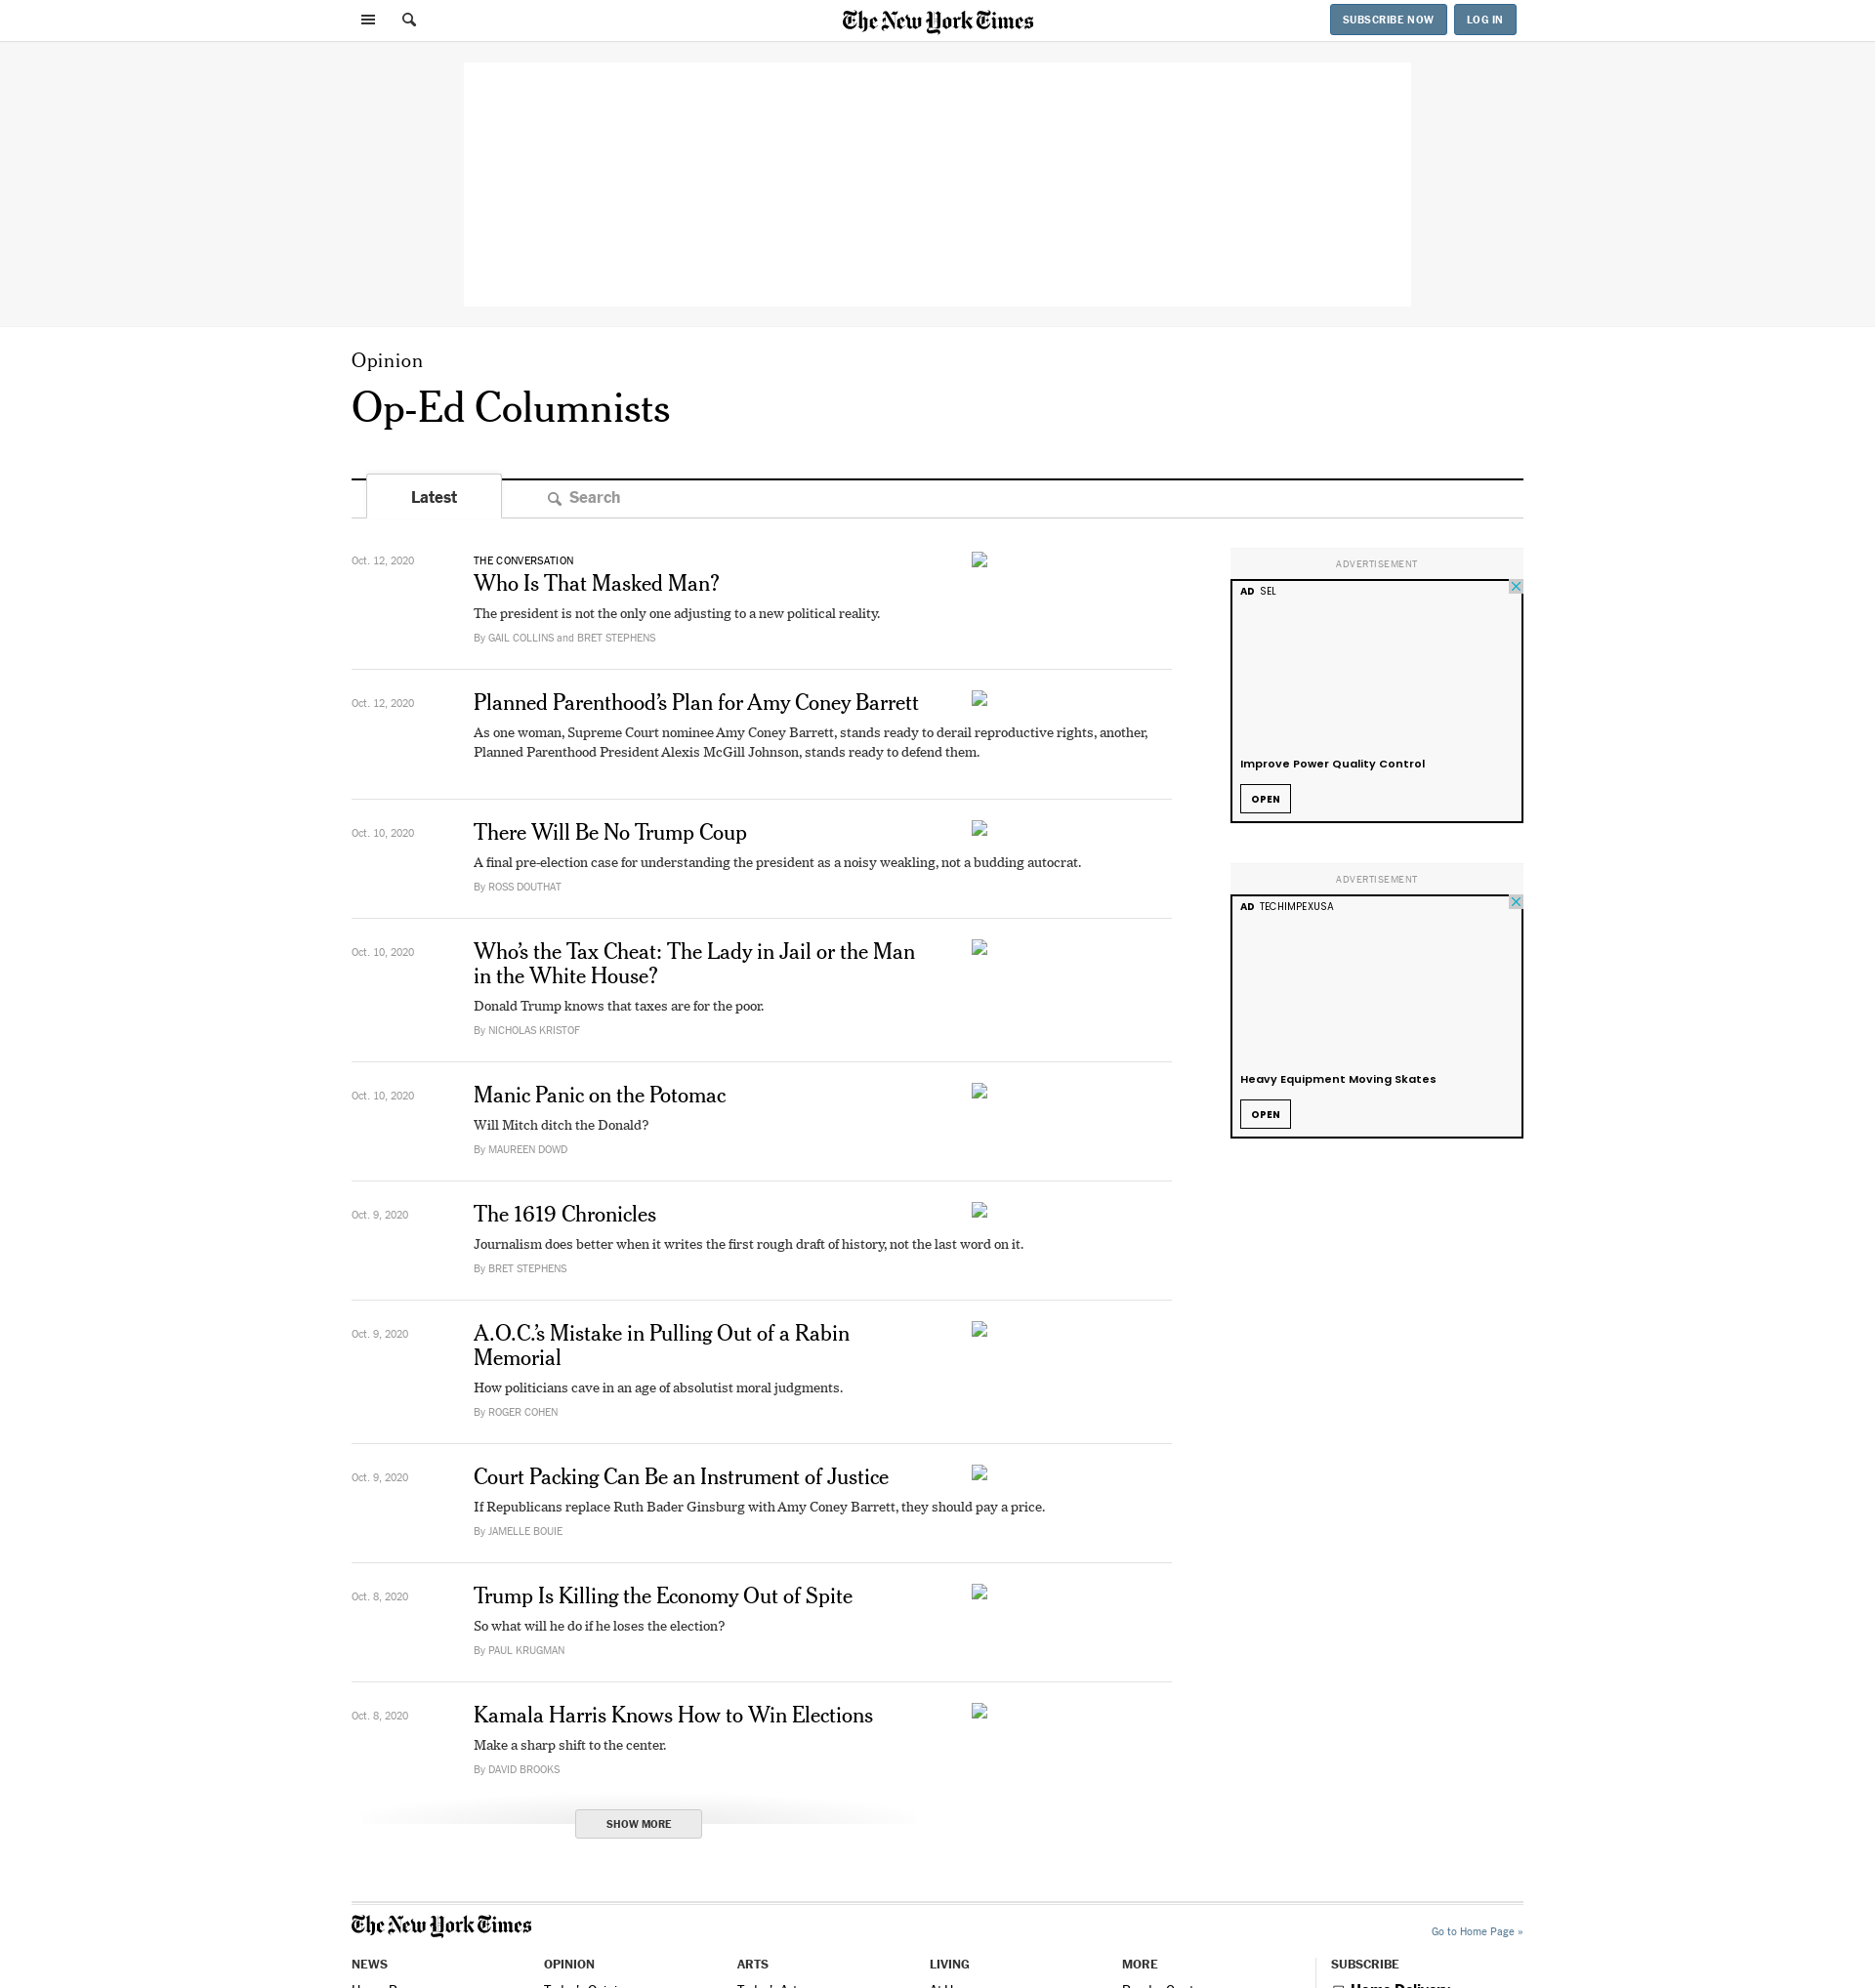 The New York Times
SUBSCRIBE NOW
LOG IN
Opinion
Op-Ed Columnists
Latest
Search
Oct. 12, 2020
THE CONVERSATION
Who Is That Masked Man?
The president is not the only one adjusting to a new political reality.
By GAIL COLLINS and BRET STEPHENS
Oct. 12, 2020
Planned Parenthood’s Plan for Amy Coney Barrett
As one woman, Supreme Court nominee Amy Coney Barrett, stands ready to derail reproductive rights, another,
Planned Parenthood President Alexis McGill Johnson, stands ready to defend them.
Oct. 10, 2020
There Will Be No Trump Coup
A final pre-election case for understanding the president as a noisy weakling, not a budding autocrat.
By ROSS DOUTHAT
Oct. 10, 2020
Who’s the Tax Cheat: The Lady in Jail or the Man
in the White House?
Donald Trump knows that taxes are for the poor.
By NICHOLAS KRISTOF
Oct. 10, 2020
Manic Panic on the Potomac
Will Mitch ditch the Donald?
By MAUREEN DOWD
Oct. 9, 2020
The 1619 Chronicles
Journalism does better when it writes the first rough draft of history, not the last word on it.
By BRET STEPHENS
Oct. 9, 2020
A.O.C.’s Mistake in Pulling Out of a Rabin
Memorial
How politicians cave in an age of absolutist moral judgments.
By ROGER COHEN
Oct. 9, 2020
Court Packing Can Be an Instrument of Justice
If Republicans replace Ruth Bader Ginsburg with Amy Coney Barrett, they should pay a price.
By JAMELLE BOUIE
Oct. 8, 2020
Trump Is Killing the Economy Out of Spite
So what will he do if he loses the election?
By PAUL KRUGMAN
Oct. 8, 2020
Kamala Harris Knows How to Win Elections
Make a sharp shift to the center.
By DAVID BROOKS
SHOW MORE
ADVERTISEMENT
AD SEL
Improve Power Quality Control
OPEN
ADVERTISEMENT
AD TECHIMPEXUSA
Heavy Equipment Moving Skates
OPEN
The New York Times
Go to Home Page »
NEWS
OPINION
ARTS
LIVING
MORE
SUBSCRIBE
Home Delivery